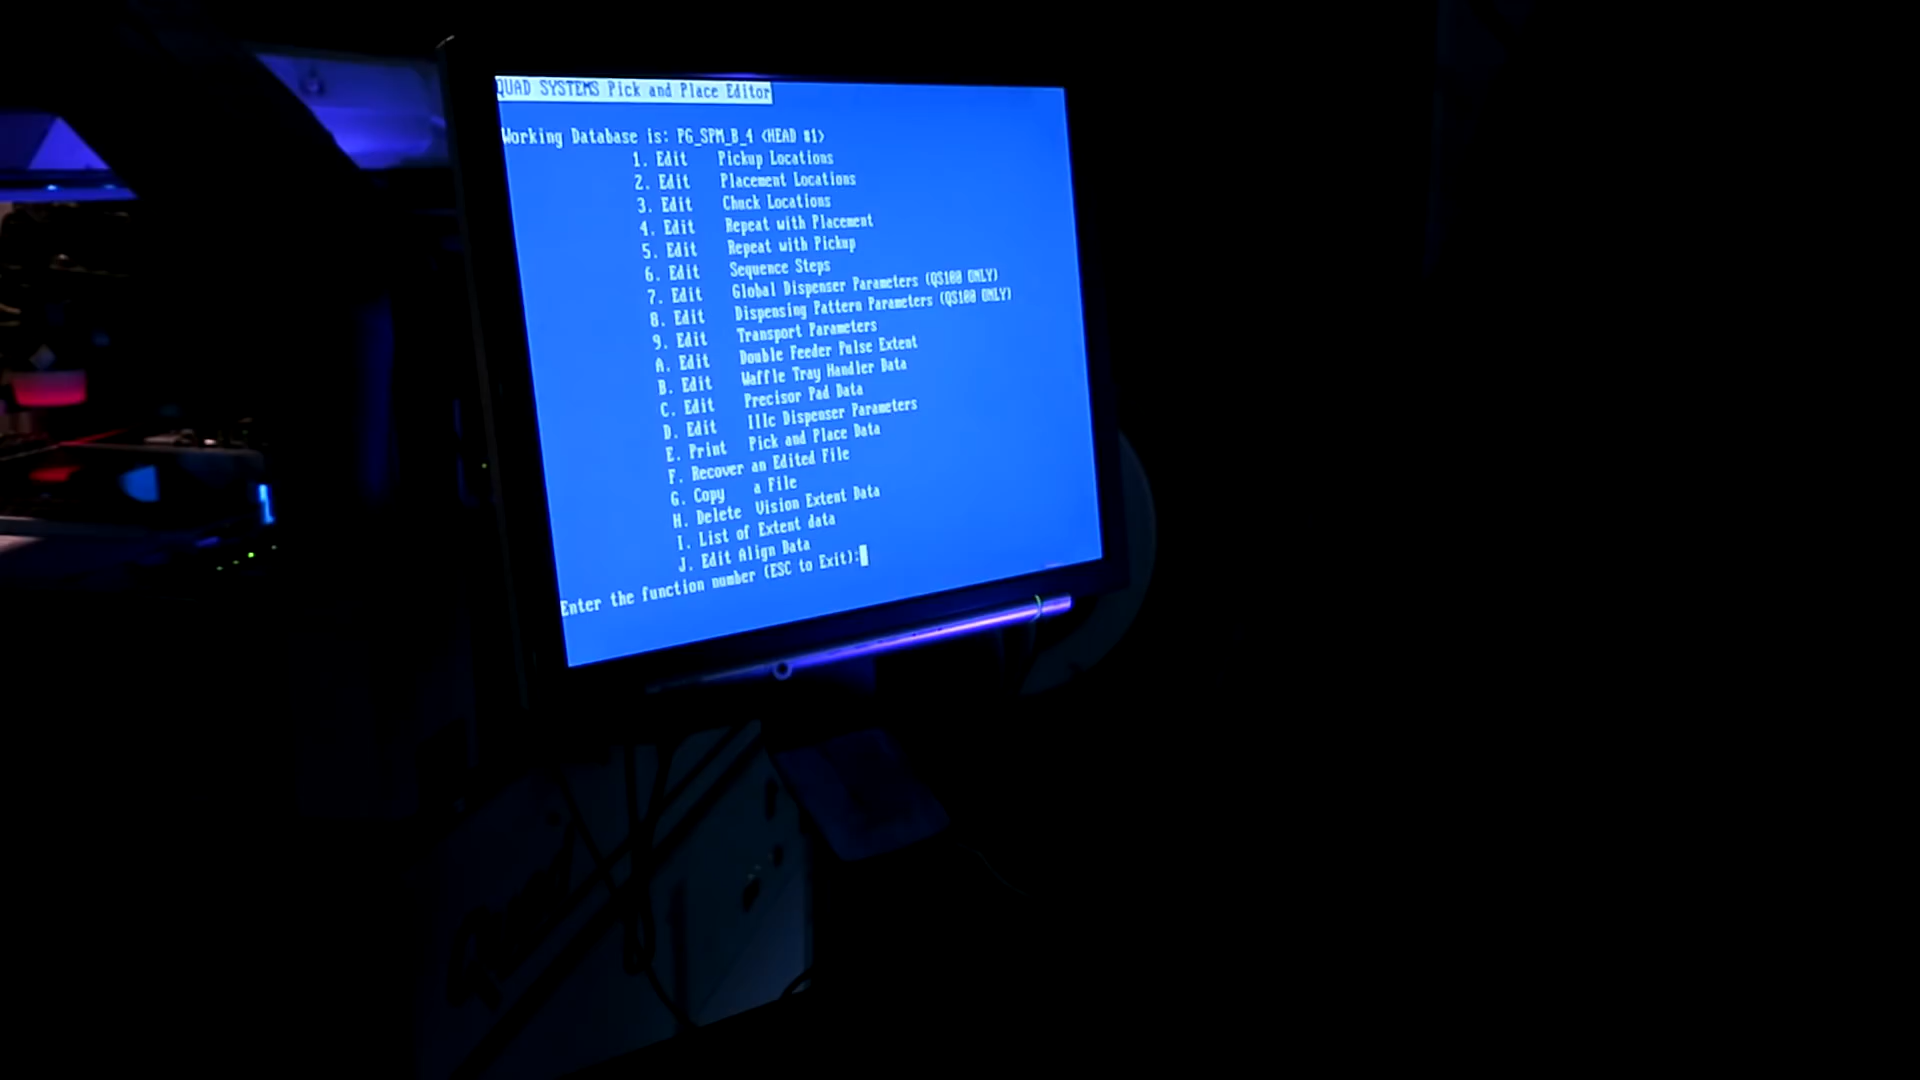 QUAD SYSTEMS Pick and Place Editor
Working Database is: PG_SPM_B_4 <HEAD #1>
1. Edit Pickup Locations
2. Edit Placement Locations
3. Edit Chuck Locations
4. Edit Repeat with Placement
5. Edit Repeat with Pickup
6. Edit Sequence Steps
7. Edit Global Dispenser Parameters (QS100 ONLY)
8. Edit Dispensing Pattern Parameters (QS100 ONLY)
9. Edit Transport Parameters
A. Edit Double Feeder Pulse Extent
B. Edit Waffle Tray Handler Data
C. Edit Precisor Pad Data
D. Edit IIIc Dispenser Parameters
E. Print Pick and Place Data
F. Recover an Edited File
G. Copy a File
H. Delete Vision Extent Data
I. List of Extent data
J. Edit Align Data
Enter the function number (ESC to Exit):